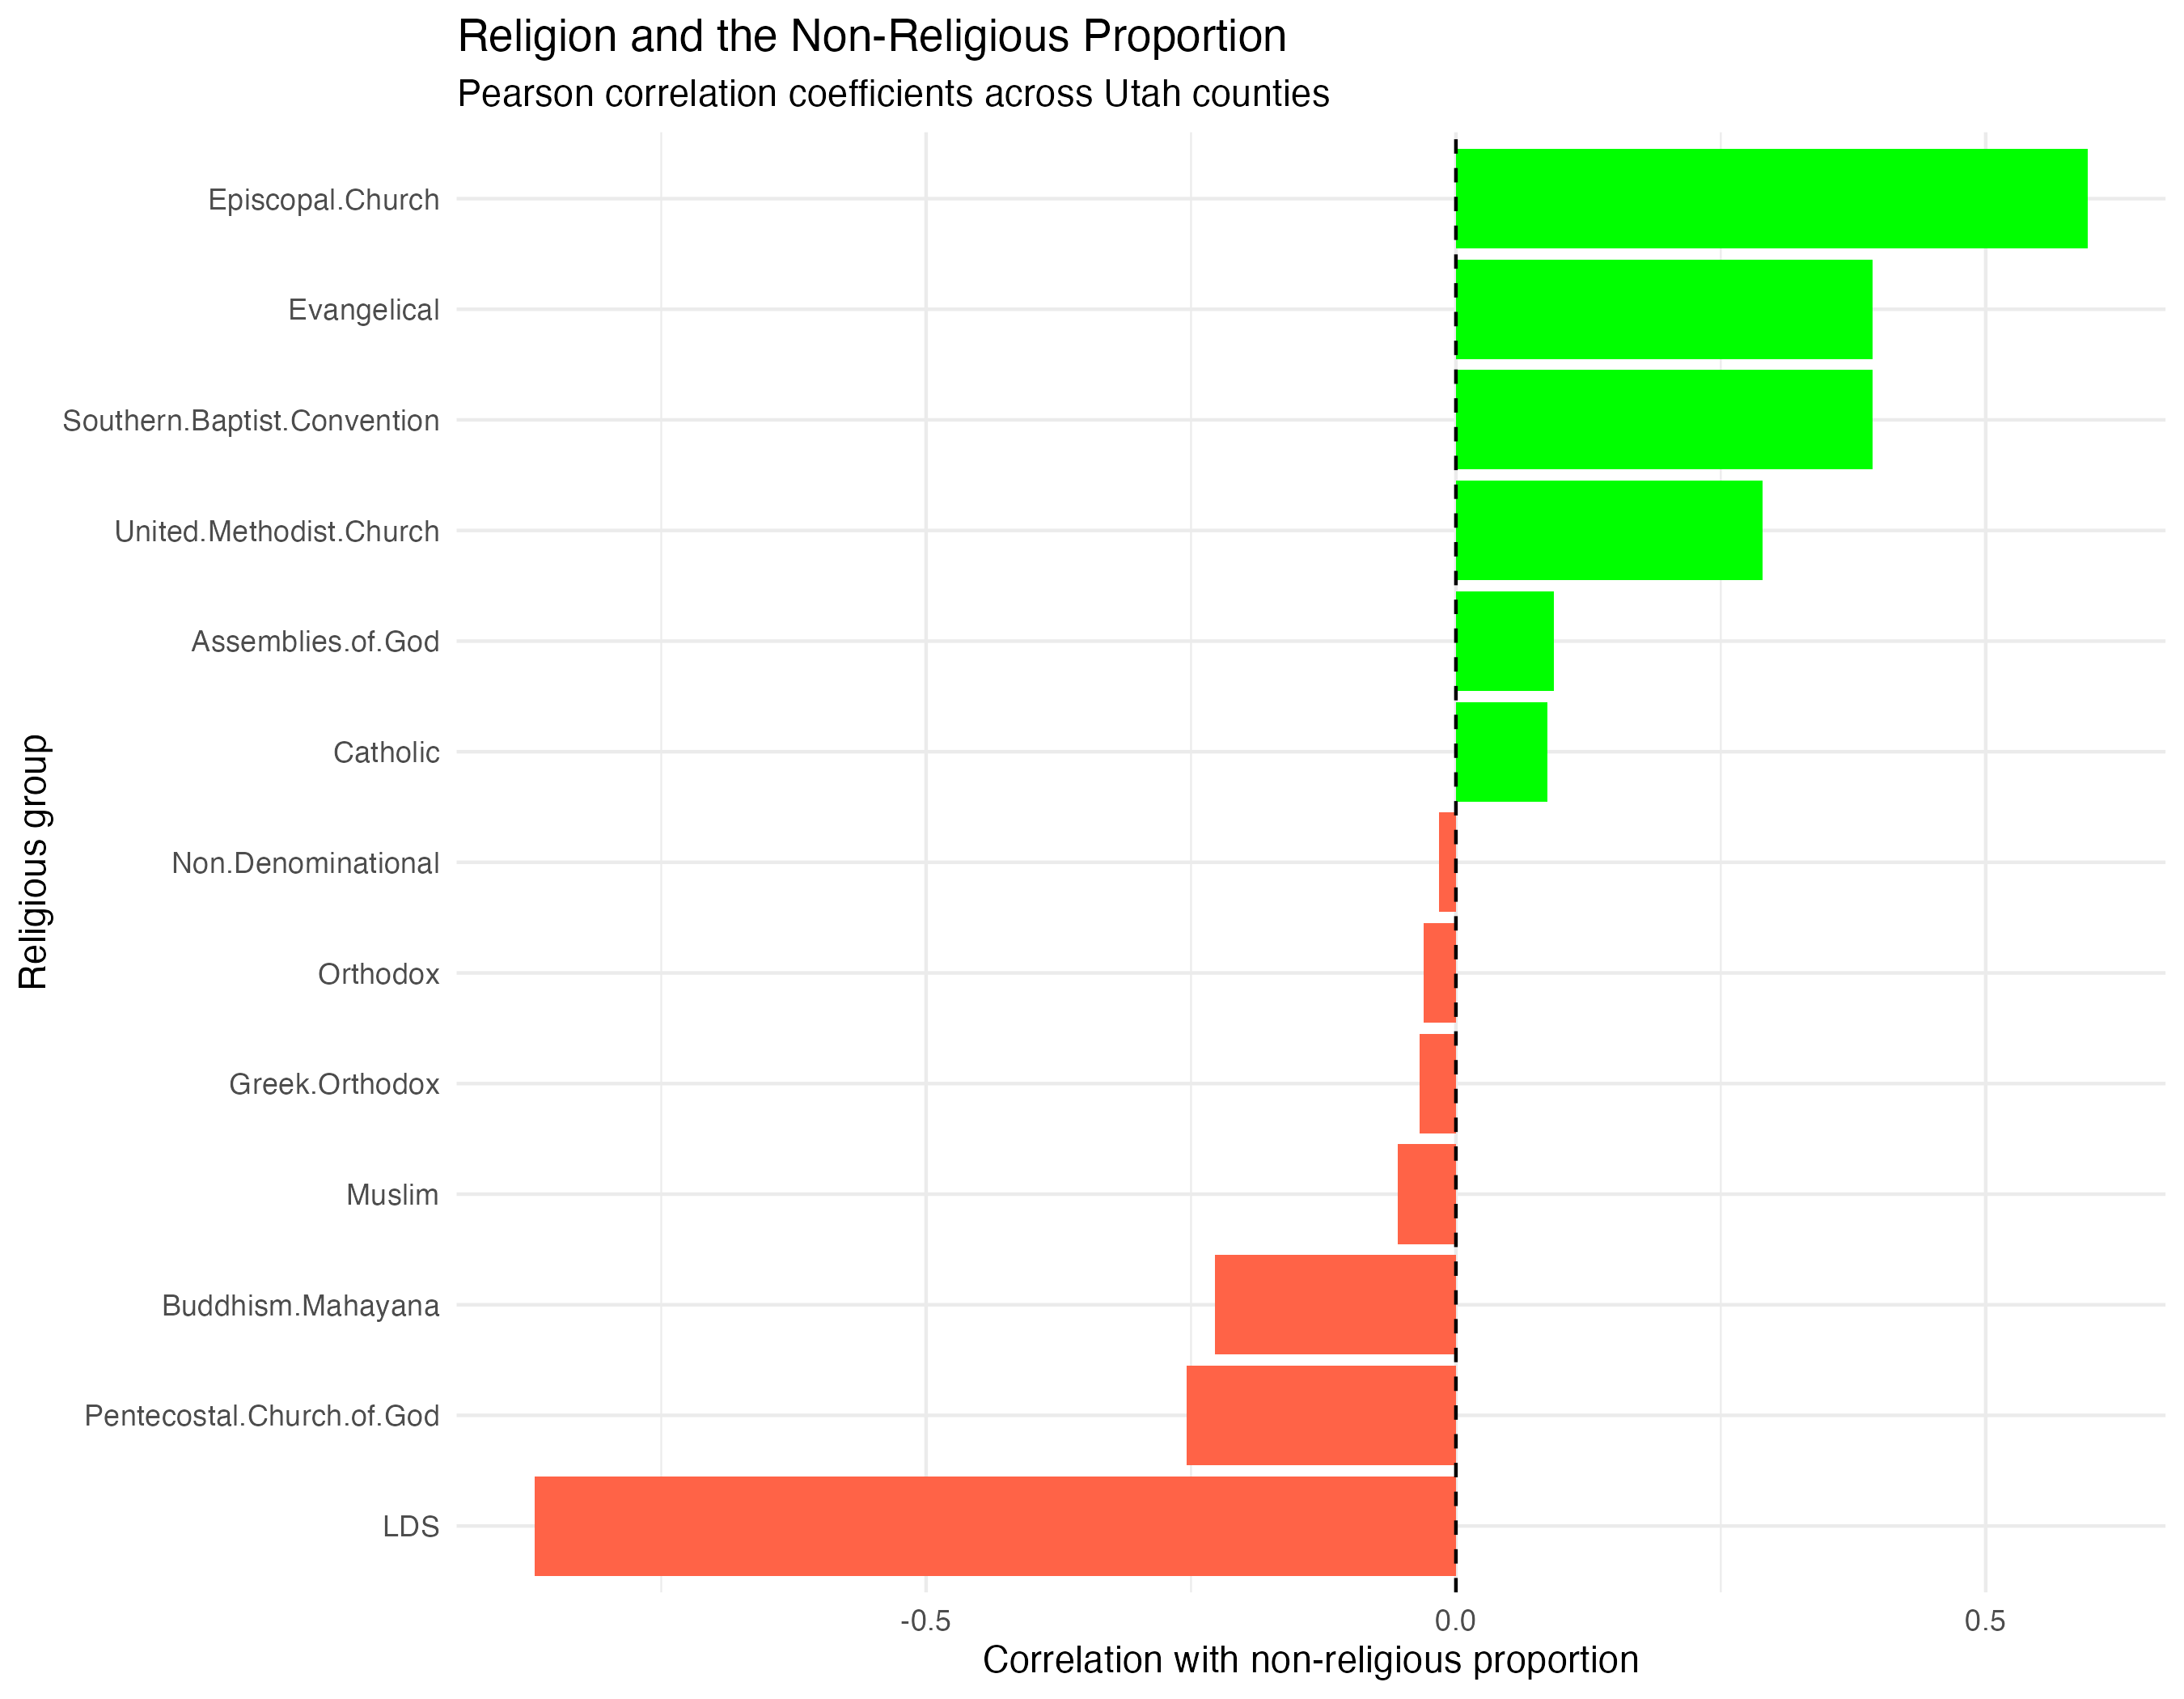 Religion and the Non-Religious Proportion
Pearson correlation coefficients across Utah counties
Religious group
Episcopal.Church
Evangelical
Southern.Baptist.Convention
United.Methodist.Church
Assemblies.of.God
Catholic
Non.Denominational
Orthodox
Greek.Orthodox
Muslim
Buddhism.Mahayana
Pentecostal.Church.of.God
LDS
-0.5 0.0 0.5
Correlation with non-religious proportion